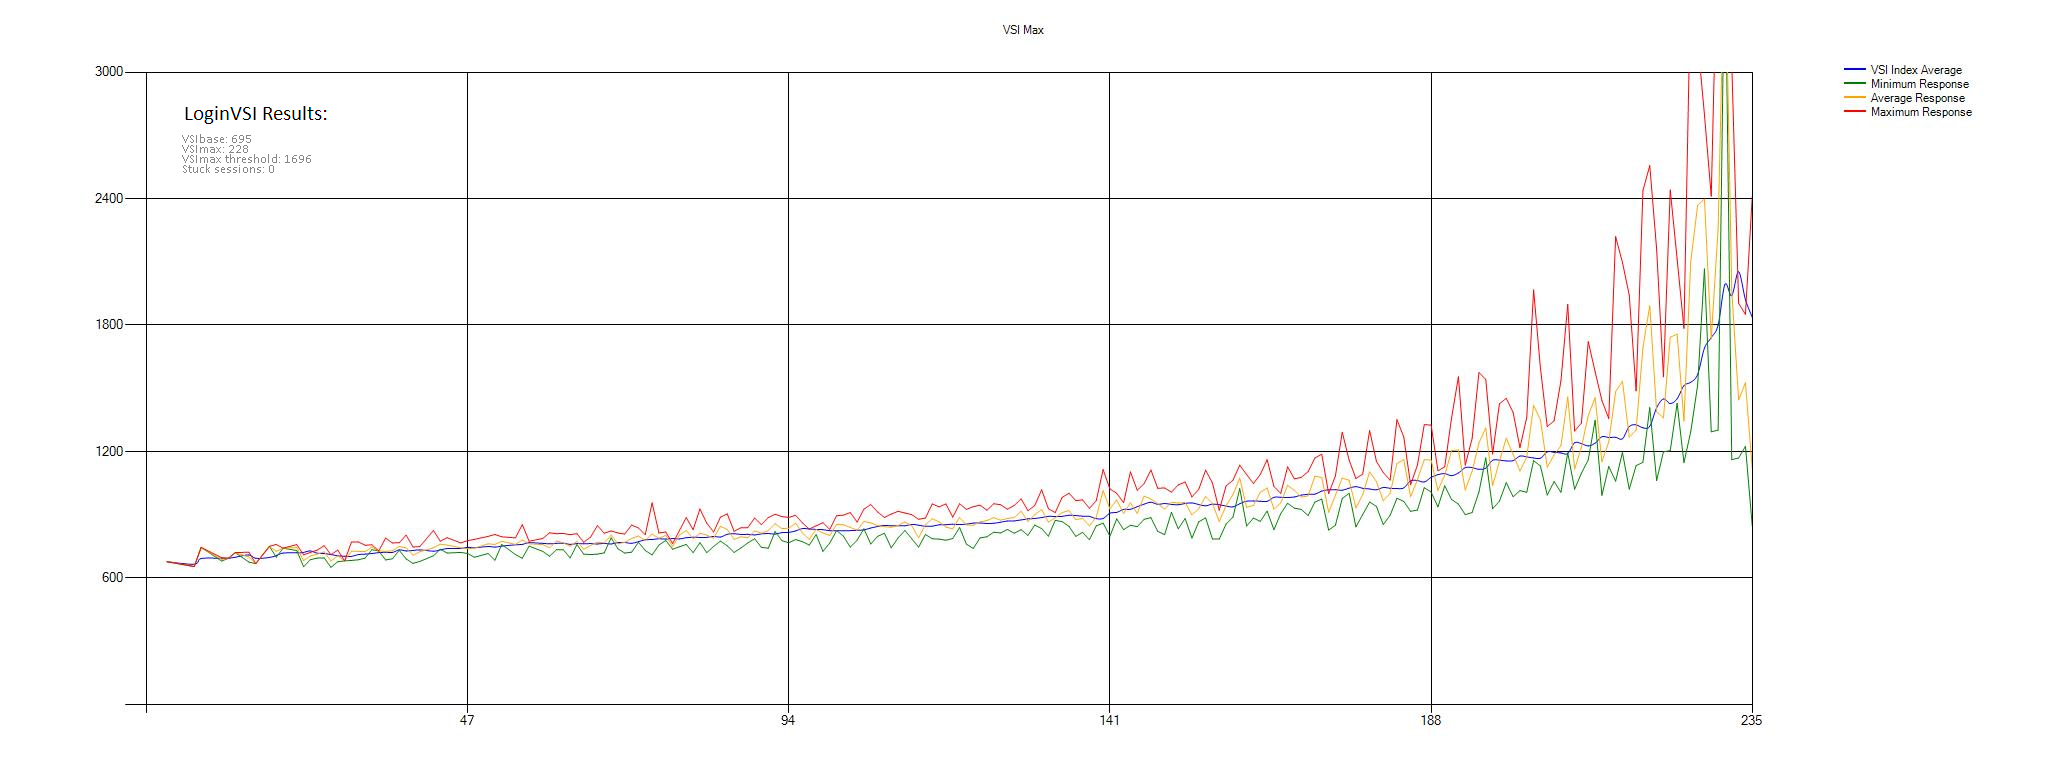 VSI Max
3000
2400
1800
1200
600
47
94
141
188
235
LoginVSI Results:
VSIbase: 695
VSImax: 228
VSImax threshold: 1696
Stuck sessions: 0
VSI Index Average
Minimum Response
Average Response
Maximum Response